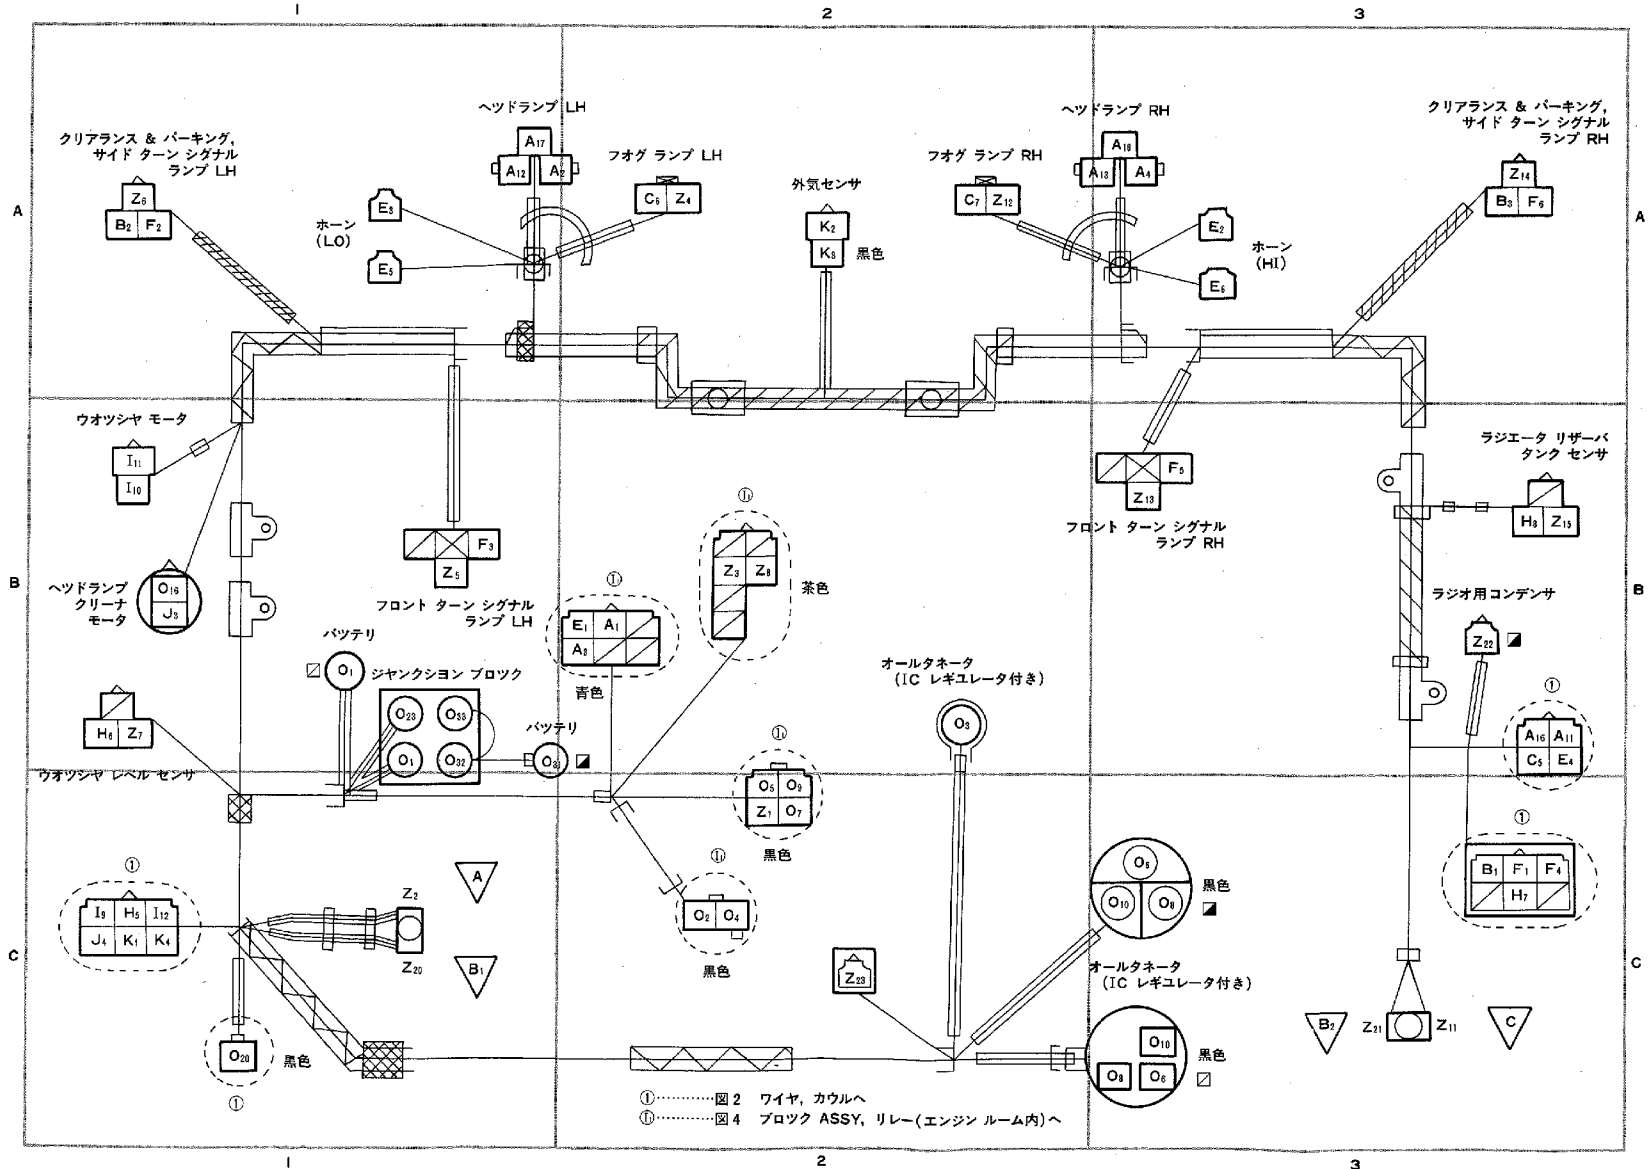 1
2
3
A
A
ヘツドランプ LH
A17
A12
A2
クリアランス & パーキング,
サイド ターン シグナル
ランプ LH
Z6
B2
F2
E3
ホーン
(LO)
E5
フオグ ランプ LH
C6
Z4
外気センサ
K2
K3
黒色
フオグ ランプ RH
C7
Z12
ヘツドランプ RH
A18
A13
A4
E2
ホーン
(HI)
E6
クリアランス & パーキング,
サイド ターン シグナル
ランプ RH
Z14
B3
F6
B
B
ウオツシヤ モータ
I11
I10
ヘツドランプ
クリーナ
モータ
O16
J3
F3
Z5
フロント ターン シグナル
ランプ LH
バツテリ
O1
ジヤンクシヨン ブロツク
O23
O33
O1
O32
バツテリ
O31
H6
Z7
ウオツシヤ レベル センサ
E1
A1
A3
青色
Z3
Z8
茶色
オールタネータ
(IC レギユレータ付き)
O3
F5
Z13
フロント ターン シグナル
ランプ RH
ラジエータ リザーバ
タンク センサ
H8
Z15
ラジオ用コンデンサ
Z22
①
A16
A11
C5
E4
C
C
O5
O9
Z1
O7
黒色
O2
O4
黒色
①
I9
H5
I12
J4
K1
K4
Z2
Z20
A
B1
O20
黒色
①
Z23
O6
O10
O8
黒色
オールタネータ
(IC レギユレータ付き)
O10
O8
O6
黒色
①
B1
F1
F4
H7
B2
Z21
Z11
C
①………図2 ワイヤ, カウルへ
………図4 ブロツク ASSY, リレー(エンジン ルーム内)へ
1
2
3